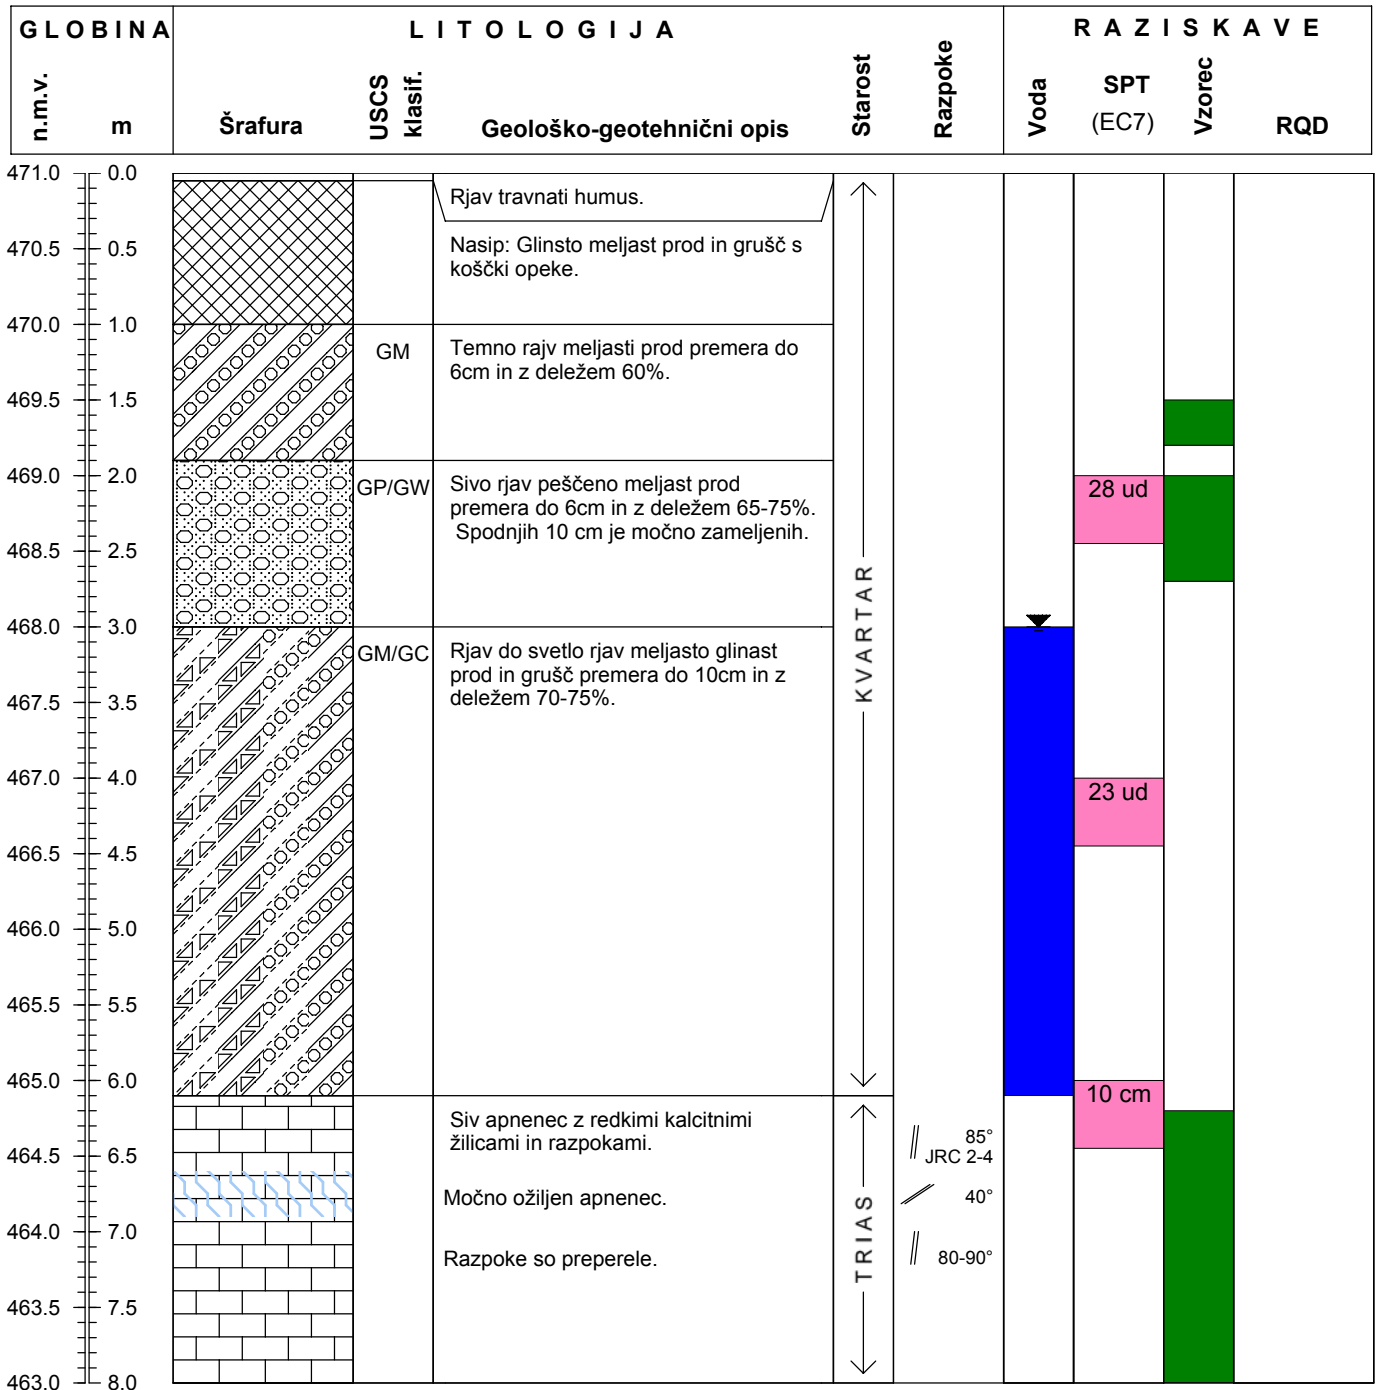 GLOBINA
LITOLOGIJA
RAZISKAVE
n.m.v.
m
Šrafura
USCS
klasif.
Geološko-geotehnični opis
Starost
Razpoke
Voda
SPT
(EC7)
Vzorec
RQD
471.0 0.0
Rjav travnati humus.
470.5 0.5
Nasip: Glinsto meljast prod in grušč s
koščki opeke.
470.0 1.0
GM
Temno rajv meljasti prod premera do
6cm in z deležem 60%.
469.5 1.5
469.0 2.0
GP/GW
Sivo rjav peščeno meljast prod
premera do 6cm in z deležem 65-75%.
Spodnjih 10 cm je močno zameljenih.
28 ud
468.5 2.5
468.0 3.0
KVARTAR
GM/GC
Rjav do svetlo rjav meljasto glinast
prod in grušč premera do 10cm in z
deležem 70-75%.
467.5 3.5
467.0 4.0
23 ud
466.5 4.5
466.0 5.0
465.5 5.5
465.0 6.0
10 cm
Siv apnenec z redkimi kalcitnimi
žilicami in razpokami.
85°
JRC 2-4
464.5 6.5
Močno ožiljen apnenec.
40°
464.0 7.0
TRIAS
Razpoke so preperele.
80-90°
463.5 7.5
463.0 8.0